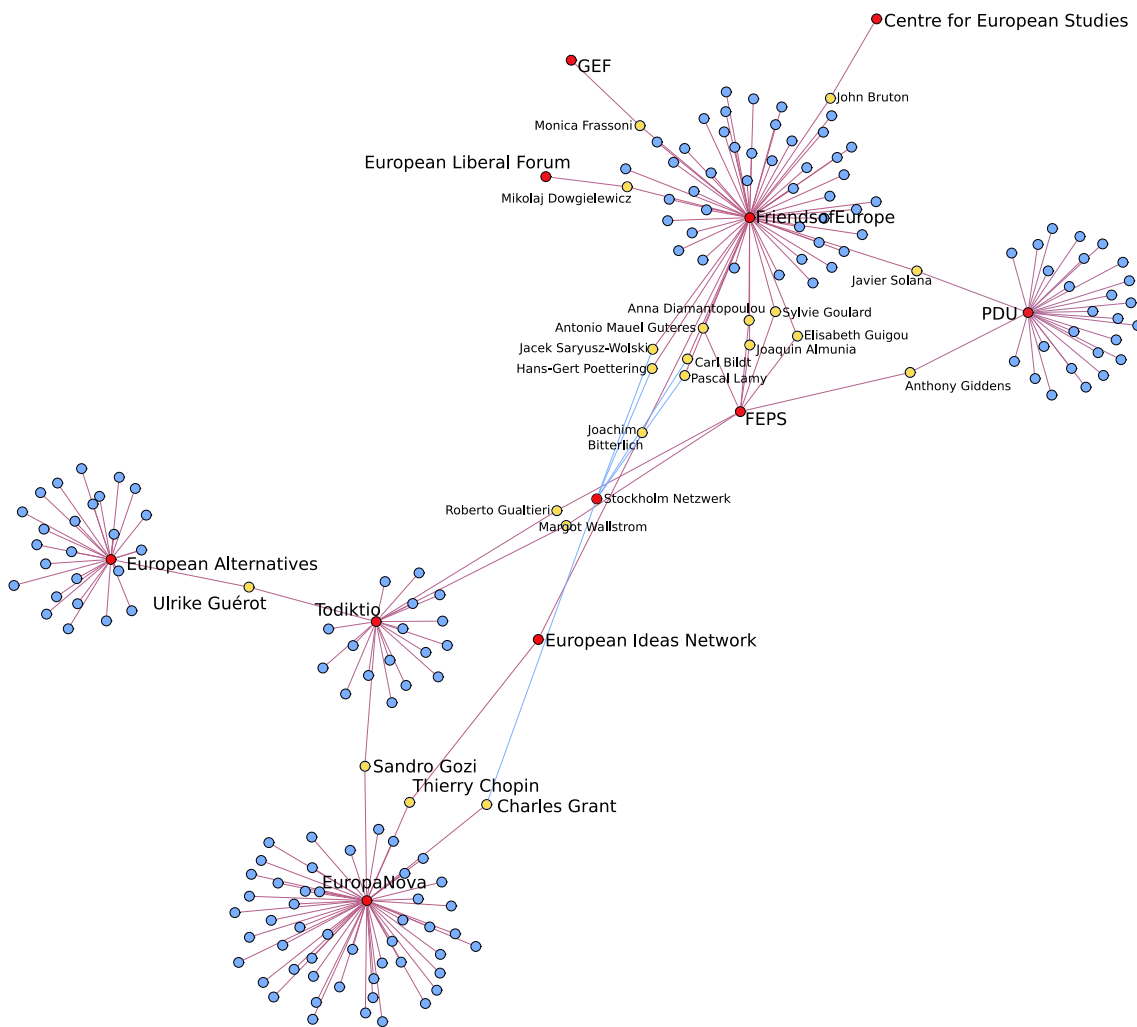 Centre for European Studies
GEF
John Bruton
Monica Frassoni
European Liberal Forum
Mikolaj Dowgielewicz
FriendsofEurope
Javier Solana
Anna Diamantopoulou
Sylvie Goulard
PDU
Antonio Mauel Guteres
Elisabeth Guigou
Jacek Saryusz-Wolski
Joaquin Almunia
Carl Bildt
Hans-Gert Poettering
Pascal Lamy
Anthony Giddens
FEPS
Joachim
Bitterlich
Stockholm Netzwerk
Roberto Gualtieri
Margot Wallstrom
European Alternatives
Ulrike Guérot
Todiktio
European Ideas Network
Sandro Gozi
Thierry Chopin
Charles Grant
EuropaNova